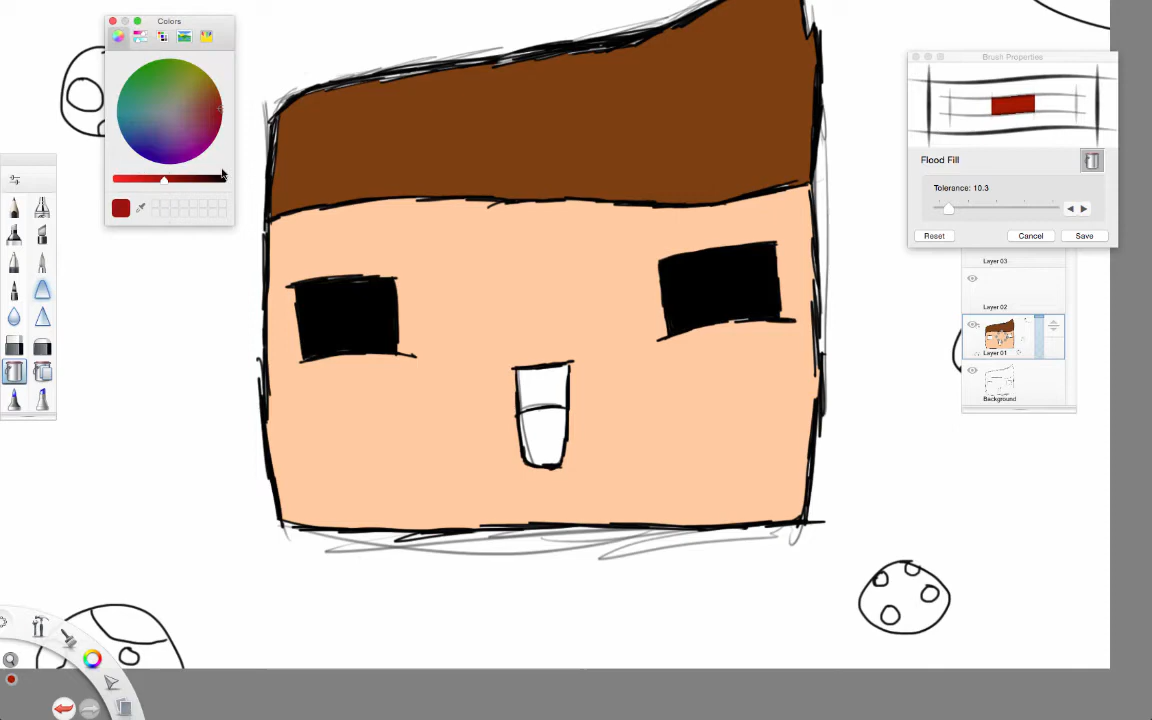 Colors
Brush Properties
Flood Fill
Tolerance: 10.3
Reset
Cancel
Save
Layer 03
Layer 02
Layer 01
Background